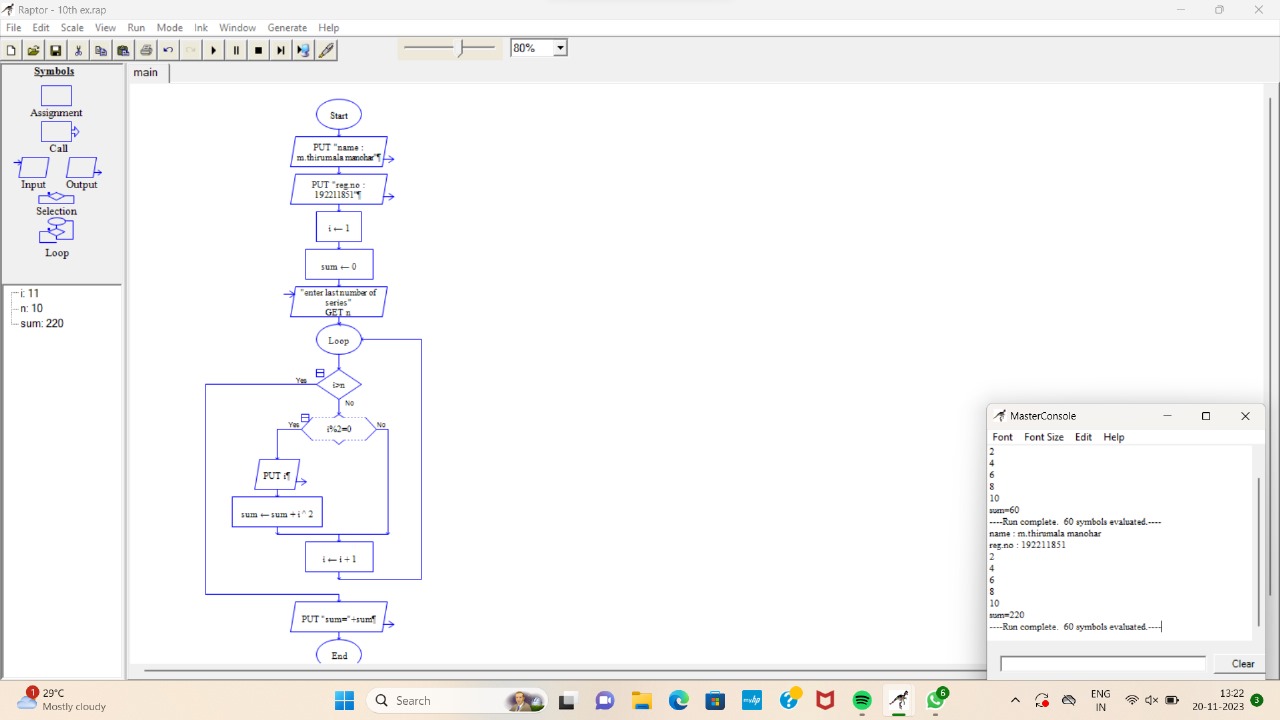 Raptor - 10th ex.rap
File Edit Scale View Run Mode Ink Window Generate Help
80%
Symbols
Assignment
Call
Input Output
Selection
Loop
i: 11
n: 10
sum: 220
main
Start
PUT "name :
m.thirumala manohar"¶
PUT "reg.no :
192211851"¶
i ← 1
sum ← 0
"enter last number of
series"
GET n
Loop
Yes
i>n
No
Yes
i%2=0
No
PUT i¶
sum ← sum + i ^ 2
i ← i + 1
PUT "sum="+sum¶
End
MasterConsole
Font Font Size Edit Help
2
4
6
8
10
sum=60
----Run complete. 60 symbols evaluated.----
name : m.thirumala manohar
reg.no : 192211851
2
4
6
8
10
sum=220
----Run complete. 60 symbols evaluated.----
Clear
1
29°C
Mostly cloudy
Search
myhp
6
ENG
IN
13:22
20-11-2023
3